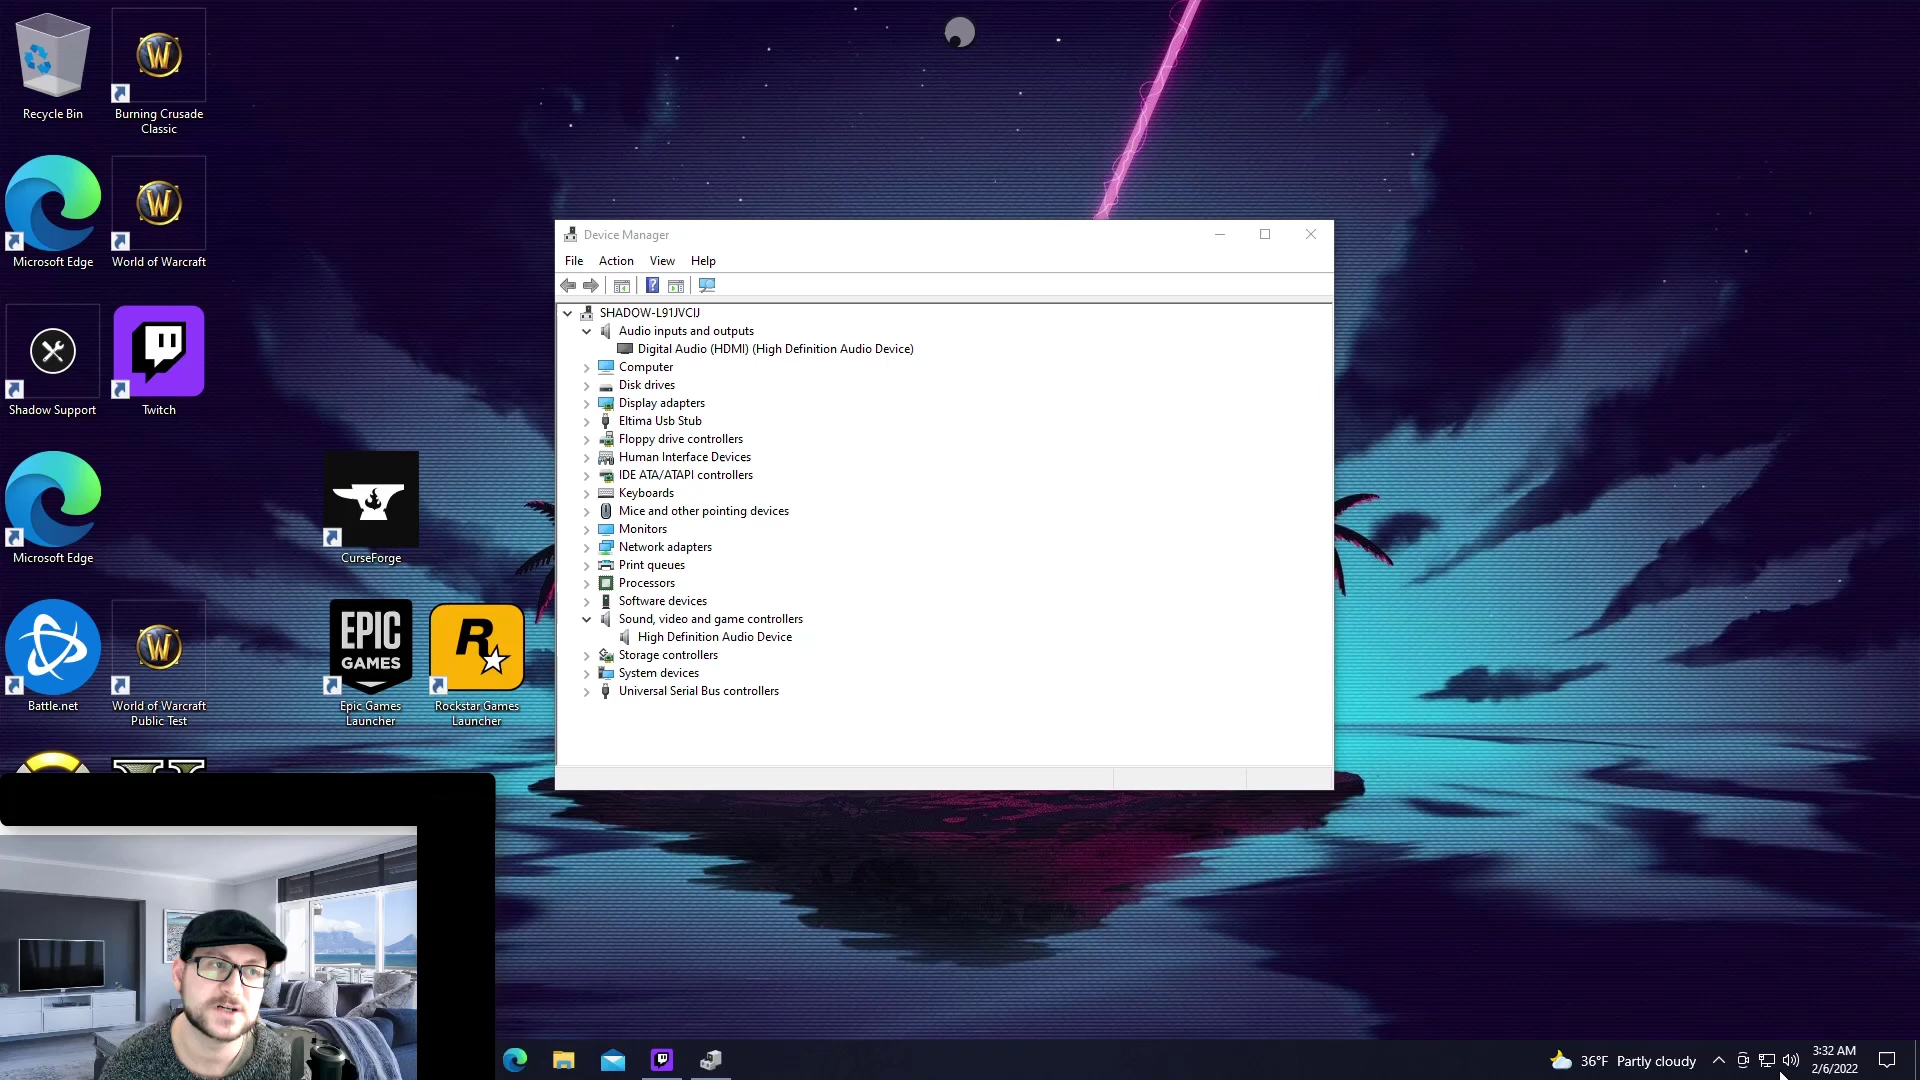 Recycle Bin
Burning Crusade
Classic
Microsoft Edge
World of Warcraft
Shadow Support
Twitch
Microsoft Edge
CurseForge
Battle.net
World of Warcraft
Public Test
EPIC
GAMES
Epic Games
Launcher
R
Rockstar Games
Launcher
Device Manager
File Action View Help
SHADOW-L91JVCIJ
Audio inputs and outputs
Digital Audio (HDMI) (High Definition Audio Device)
Computer
Disk drives
Display adapters
Eltima Usb Stub
Floppy drive controllers
Human Interface Devices
IDE ATA/ATAPI controllers
Keyboards
Mice and other pointing devices
Monitors
Network adapters
Print queues
Processors
Software devices
Sound, video and game controllers
High Definition Audio Device
Storage controllers
System devices
Universal Serial Bus controllers
36°F Partly cloudy
3:32 AM
2/6/2022